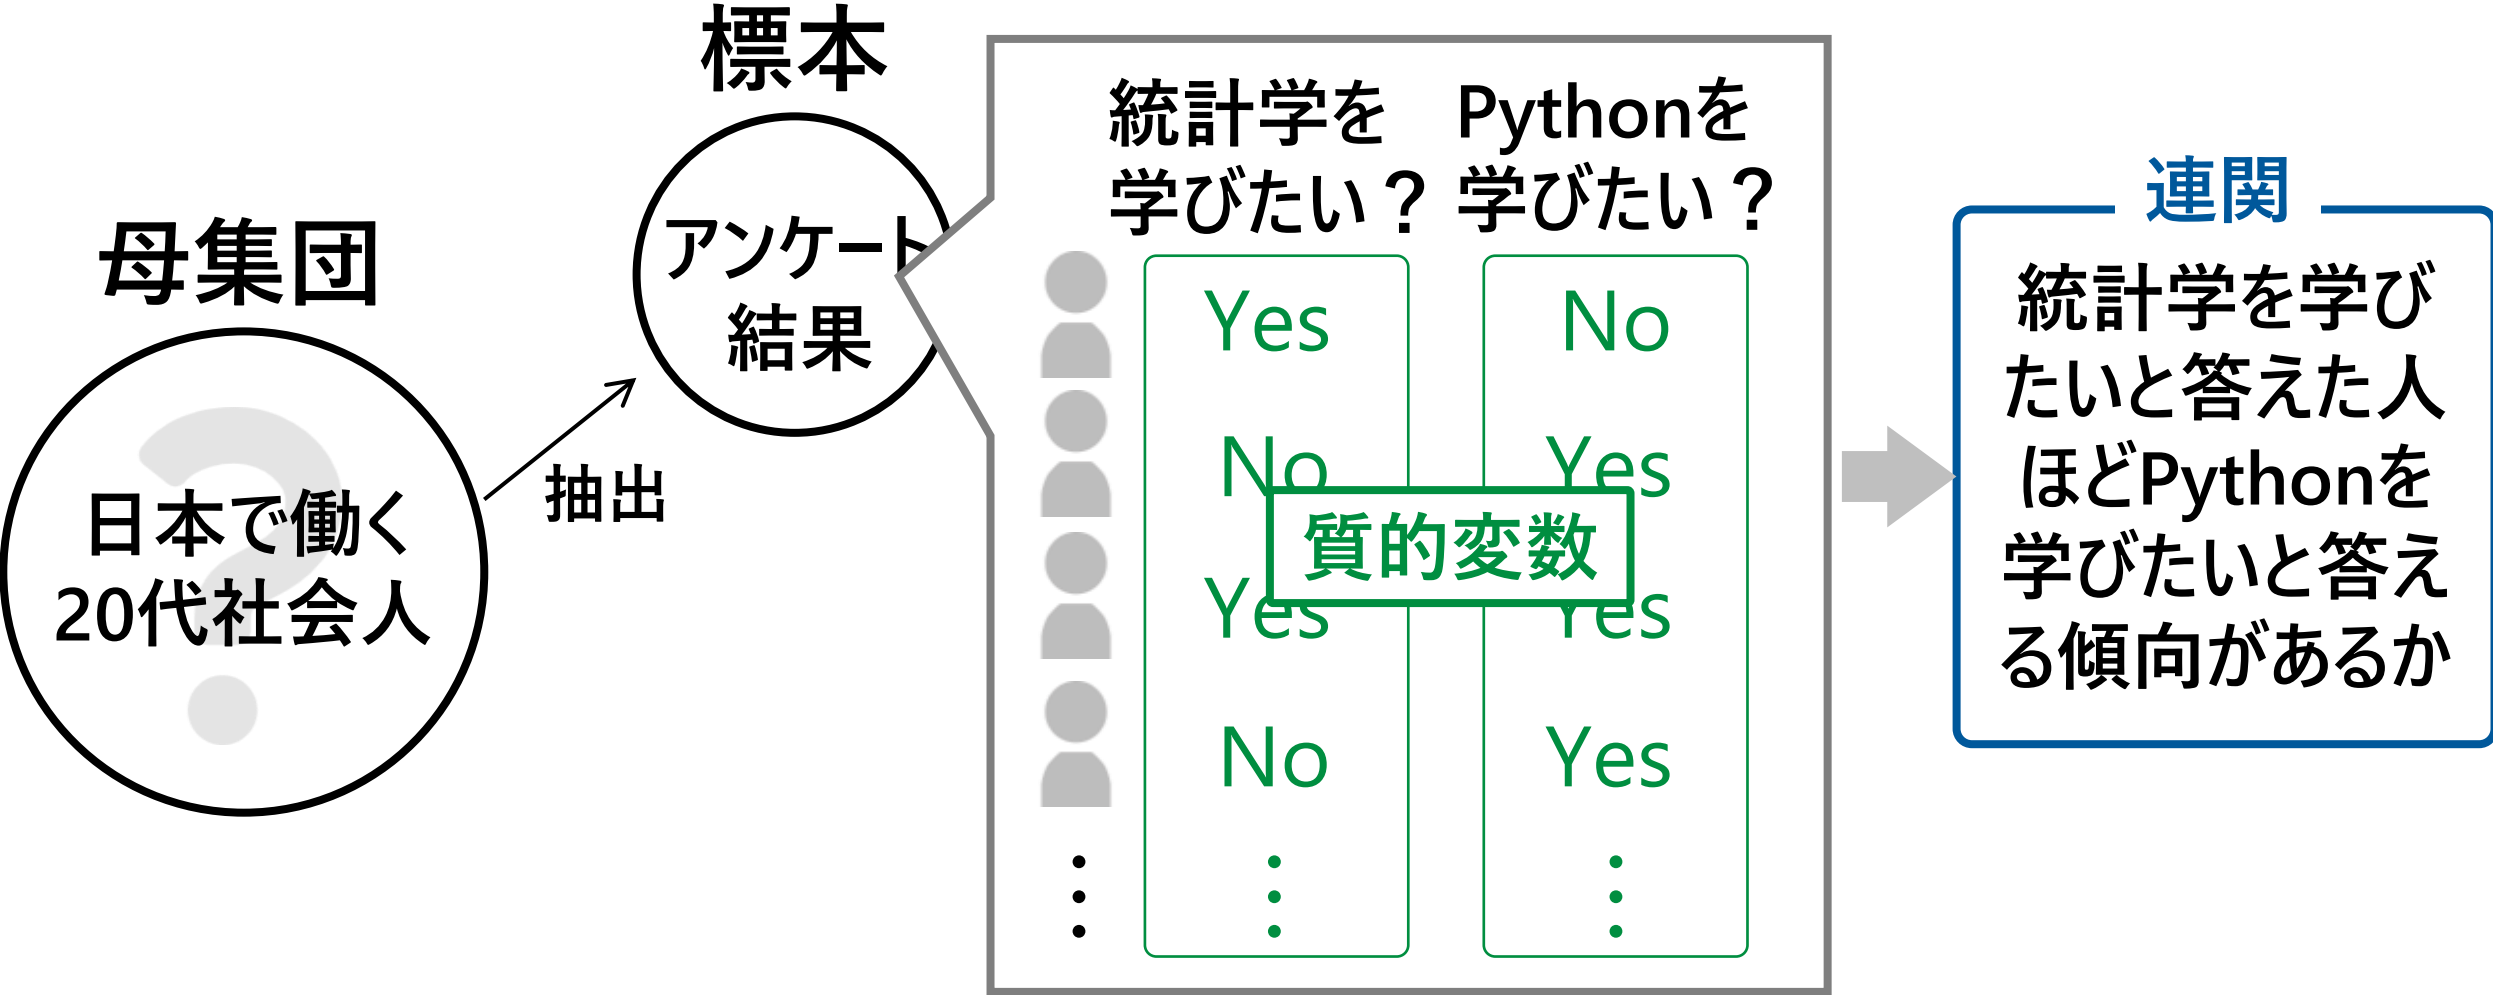 標本
母集団
日本で働く
20代社会人
抽出
アンケート
結果
統計学を
学びたい？
Pythonを
学びたい？
Yes
No
No
Yes
質的変数
Yes
Yes
No
Yes
連関
統計学を学び
たいと答えた人
ほどPythonを
学びたいと答え
る傾向があるか